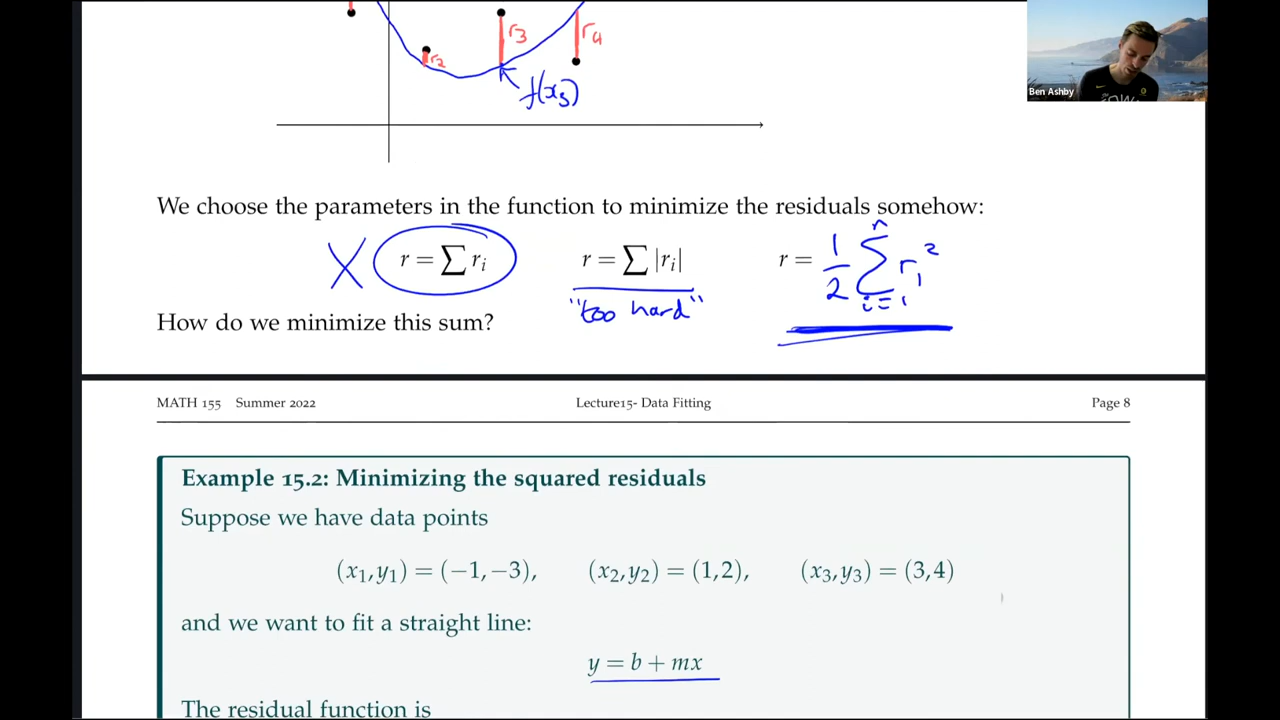 r2
r3
r4
f(x3)
Ben Ashby
We choose the parameters in the function to minimize the residuals somehow:
X r = ∑ ri r = ∑ |ri| r = 1/2 n∑i=1 ri²
"too hard"
How do we minimize this sum?
MATH 155 Summer 2022 Lecture15- Data Fitting Page 8
Example 15.2: Minimizing the squared residuals
Suppose we have data points
(x1,y1) = (−1,−3), (x2,y2) = (1,2), (x3,y3) = (3,4)
and we want to fit a straight line:
y = b + mx
The residual function is